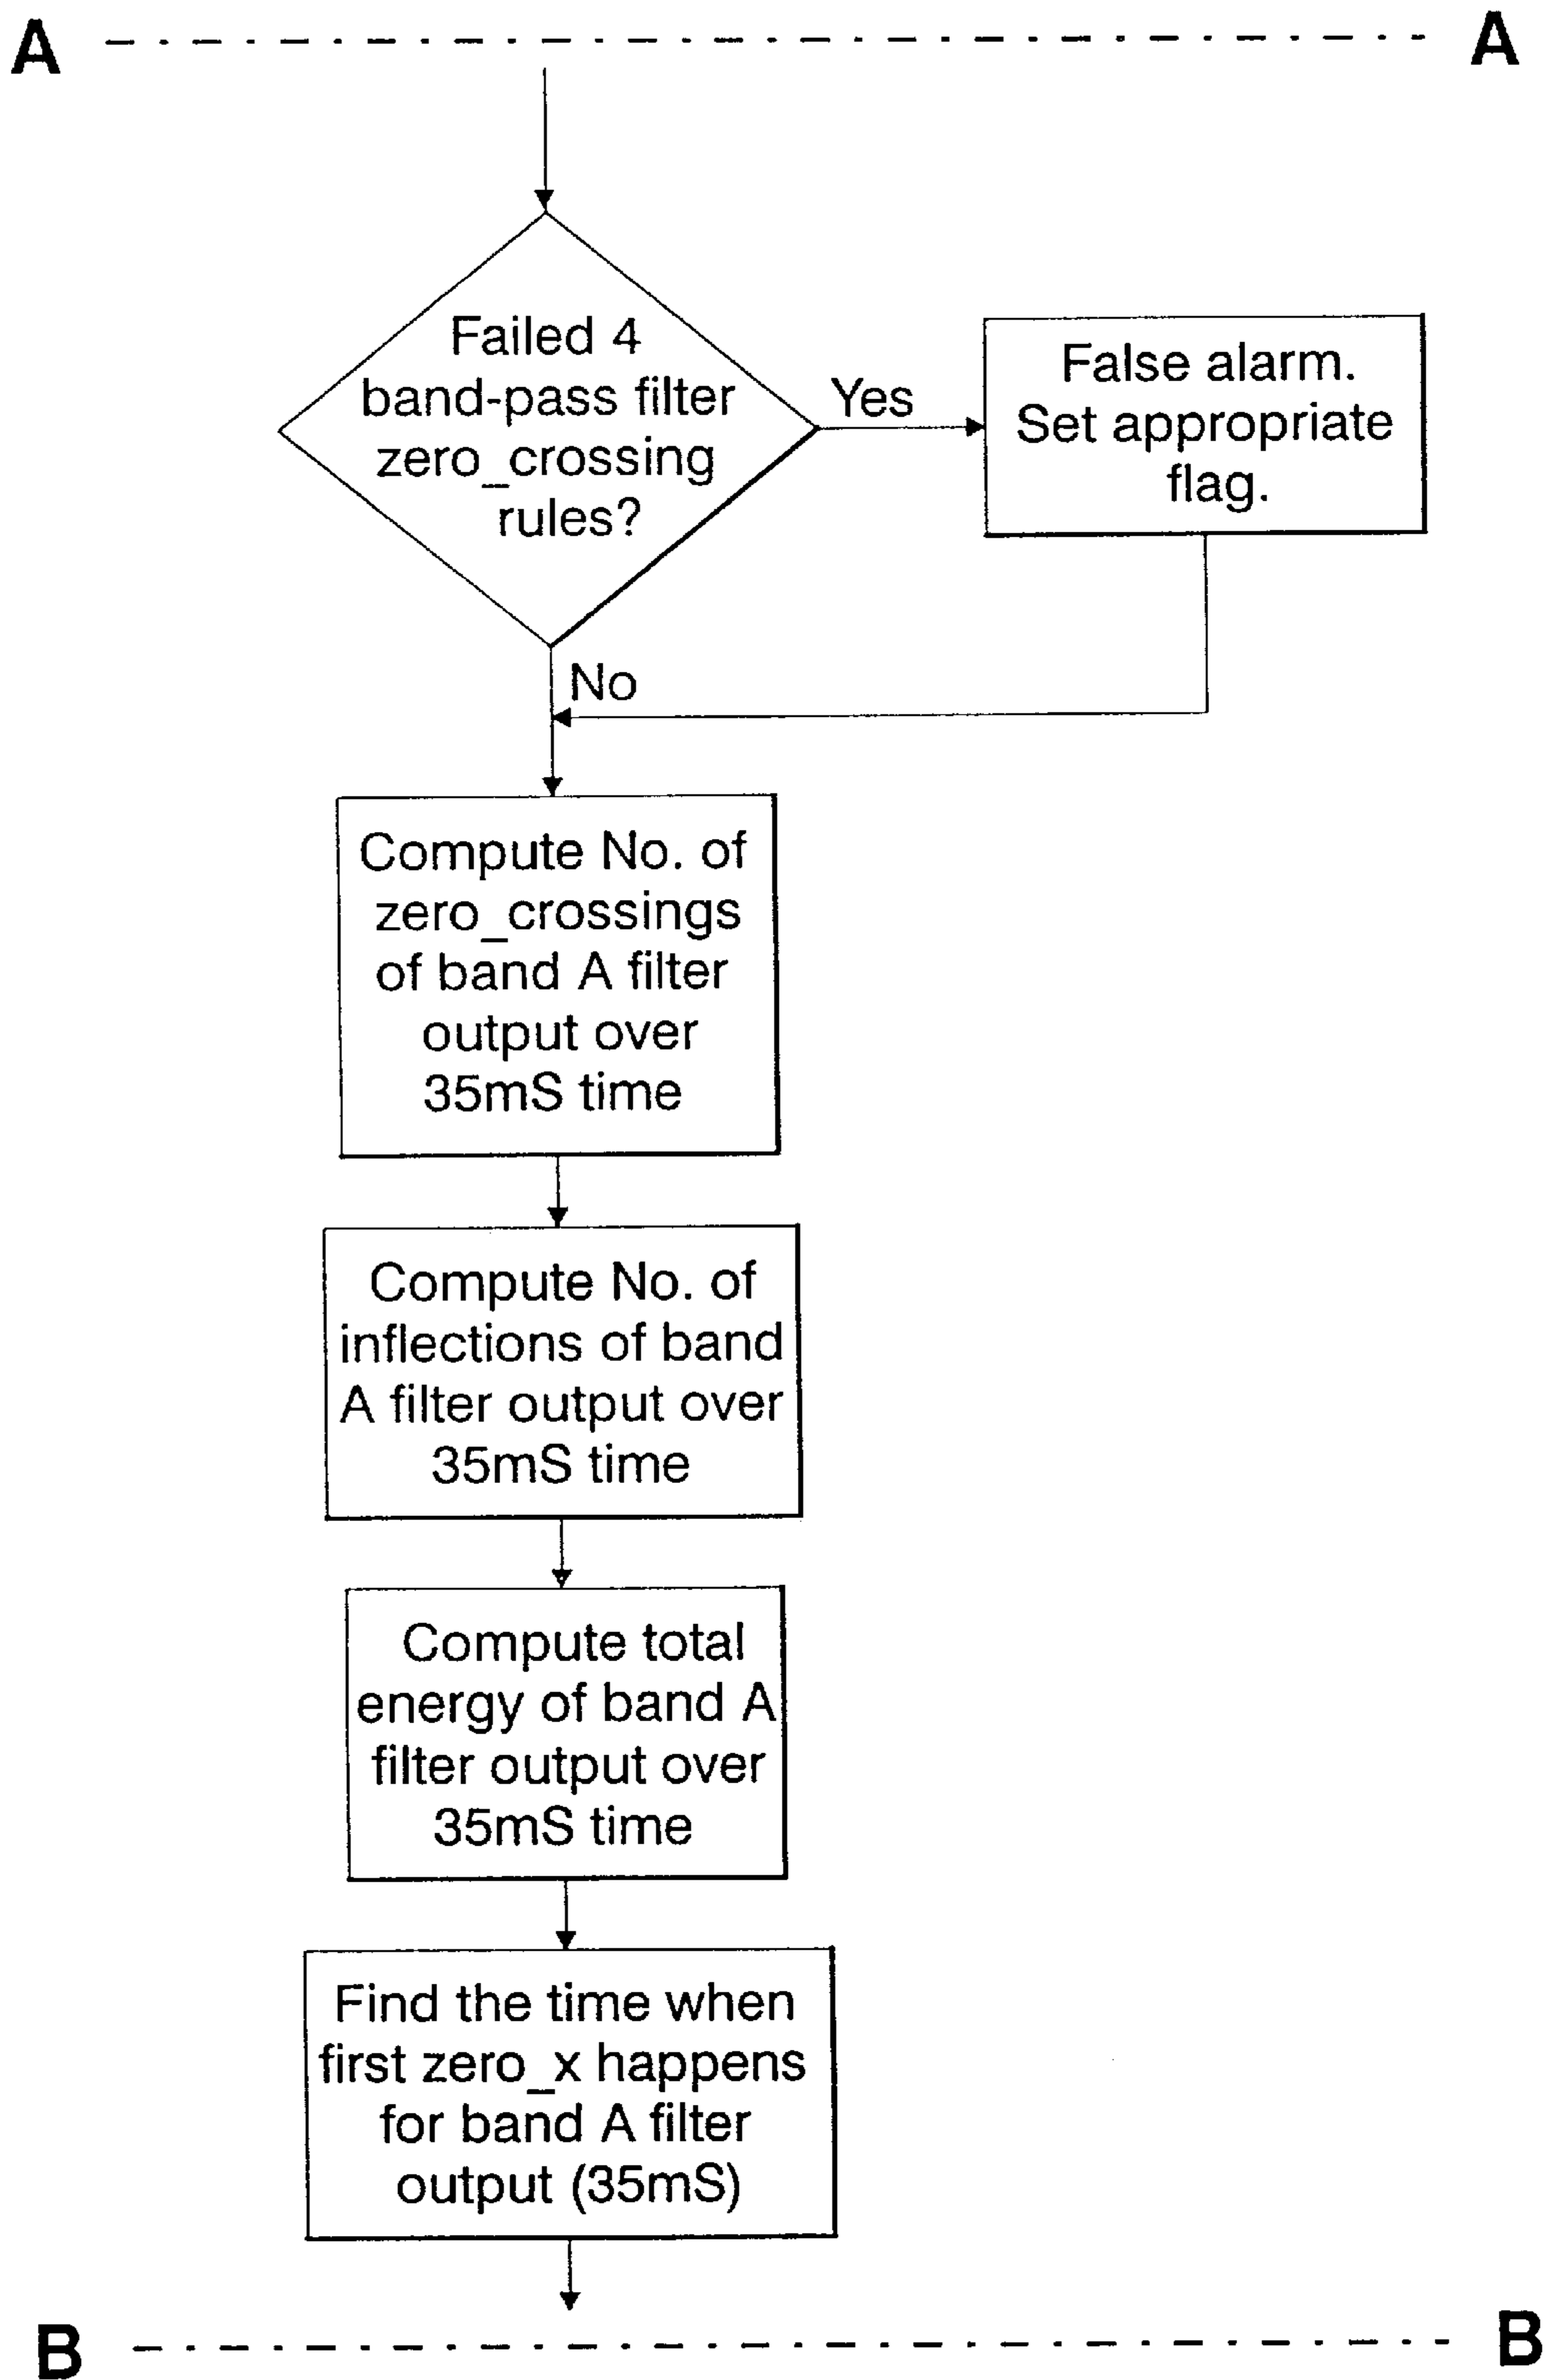 A A
Failed 4
band-pass filter
zero_crossing
rules?
Yes
False alarm.
Set appropriate
flag.
No
Compute No. of
zero_crossings
of band A filter
output over
35mS time
Compute No. of
inflections of band
A filter output over
35mS time
Compute total
energy of band A
filter output over
35mS time
Find the time when
first zero_x happens
for band A filter
output (35mS)
B B